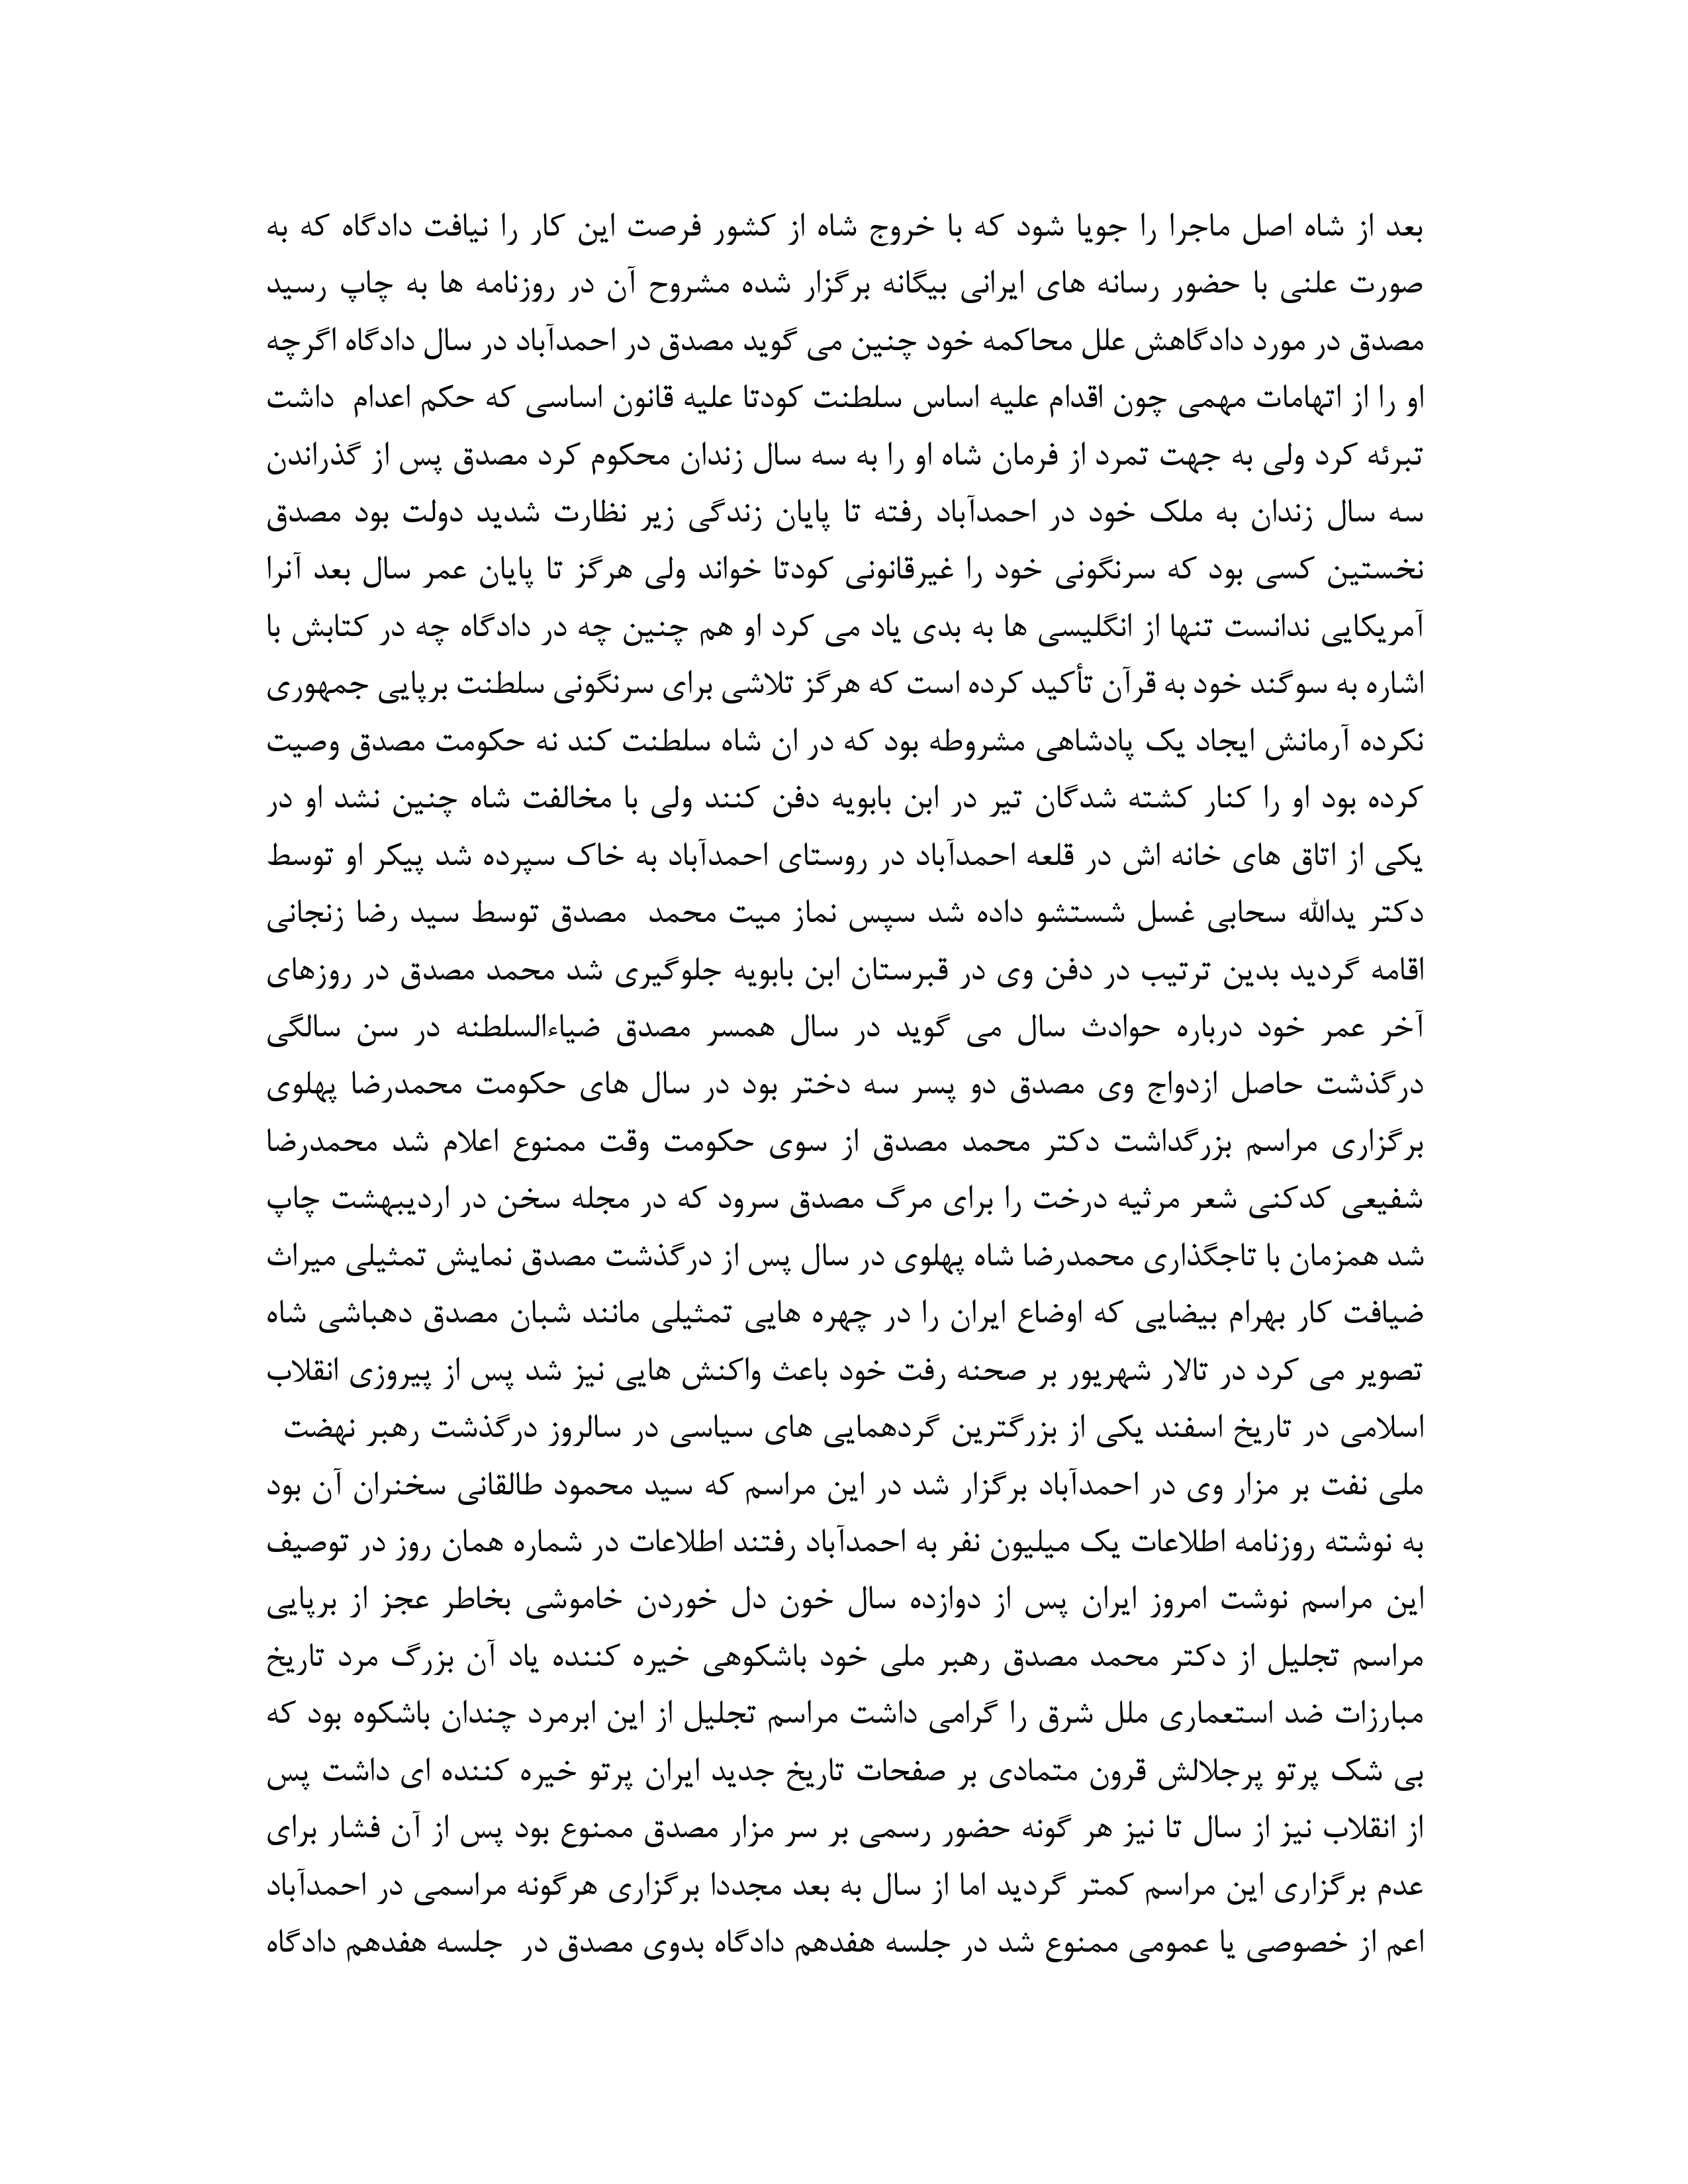 بعد از شاه اصل ماجرا را جویا شود که با خروج شاه از کشور فرصت این کار را نیافت دادگاه که به
صورت علنی با حضور رسانه های ایرانی بیگانه برگزار شده مشروح آن در روزنامه ها به چاپ رسید
مصدق در مورد دادگاهش علل محاکمه خود چنین می گوید مصدق در احمدآباد در سال دادگاه اگرچه
او را از اتهامات مهمی چون اقدام علیه اساس سلطنت کودتا علیه قانون اساسی که حکم اعدام داشت
تبرئه کرد ولی به جهت تمرد از فرمان شاه او را به سه سال زندان محکوم کرد مصدق پس از گذراندن
سه سال زندان به ملک خود در احمدآباد رفته تا پایان زندگی زیر نظارت شدید دولت بود مصدق
نخستین کسی بود که سرنگونی خود را غیرقانونی کودتا خواند ولی هرگز تا پایان عمر سال بعد آنرا
آمریکایی ندانست تنها از انگلیسی ها به بدی یاد می کرد او هم چنین چه در دادگاه چه در کتابش با
اشاره به سوگند خود به قرآن تأکید کرده است که هرگز تلاشی برای سرنگونی سلطنت برپایی جمهوری
نکرده آرمانش ایجاد یک پادشاهی مشروطه بود که در ان شاه سلطنت کند نه حکومت مصدق وصیت
کرده بود او را کنار کشته شدگان تیر در ابن بابویه دفن کنند ولی با مخالفت شاه چنین نشد او در
یکی از اتاق های خانه اش در قلعه احمدآباد در روستای احمدآباد به خاک سپرده شد پیکر او توسط
دکتر یدالله سحابی غسل شستشو داده شد سپس نماز میت محمد مصدق توسط سید رضا زنجانی
اقامه گردید بدین ترتیب در دفن وی در قبرستان ابن بابویه جلوگیری شد محمد مصدق در روزهای
آخر عمر خود درباره حوادث سال می گوید در سال همسر مصدق ضیاءالسلطنه در سن سالگی
درگذشت حاصل ازدواج وی مصدق دو پسر سه دختر بود در سال های حکومت محمدرضا پهلوی
برگزاری مراسم بزرگداشت دکتر محمد مصدق از سوی حکومت وقت ممنوع اعلام شد محمدرضا
شفیعی کدکنی شعر مرثیه درخت را برای مرگ مصدق سرود که در مجله سخن در اردیبهشت چاپ
شد همزمان با تاجگذاری محمدرضا شاه پهلوی در سال پس از درگذشت مصدق نمایش تمثیلی میراث
ضیافت کار بهرام بیضایی که اوضاع ایران را در چهره هایی تمثیلی مانند شبان مصدق دهباشی شاه
تصویر می کرد در تالار شهریور بر صحنه رفت خود باعث واکنش هایی نیز شد پس از پیروزی انقلاب
اسلامی در تاریخ اسفند یکی از بزرگترین گردهمایی های سیاسی در سالروز درگذشت رهبر نهضت
ملی نفت بر مزار وی در احمدآباد برگزار شد در این مراسم که سید محمود طالقانی سخنران آن بود
به نوشته روزنامه اطلاعات یک میلیون نفر به احمدآباد رفتند اطلاعات در شماره همان روز در توصیف
این مراسم نوشت امروز ایران پس از دوازده سال خون دل خوردن خاموشی بخاطر عجز از برپایی
مراسم تجلیل از دکتر محمد مصدق رهبر ملی خود باشکوهی خیره کننده یاد آن بزرگ مرد تاریخ
مبارزات ضد استعماری ملل شرق را گرامی داشت مراسم تجلیل از این ابرمرد چندان باشکوه بود که
بی شک پرتو پرجلالش قرون متمادی بر صفحات تاریخ جدید ایران پرتو خیره کننده ای داشت پس
از انقلاب نیز از سال تا نیز هر گونه حضور رسمی بر سر مزار مصدق ممنوع بود پس از آن فشار برای
عدم برگزاری این مراسم کمتر گردید اما از سال به بعد مجددا برگزاری هرگونه مراسمی در احمدآباد
اعم از خصوصی یا عمومی ممنوع شد در جلسه هفدهم دادگاه بدوی مصدق در جلسه هفدهم دادگاه